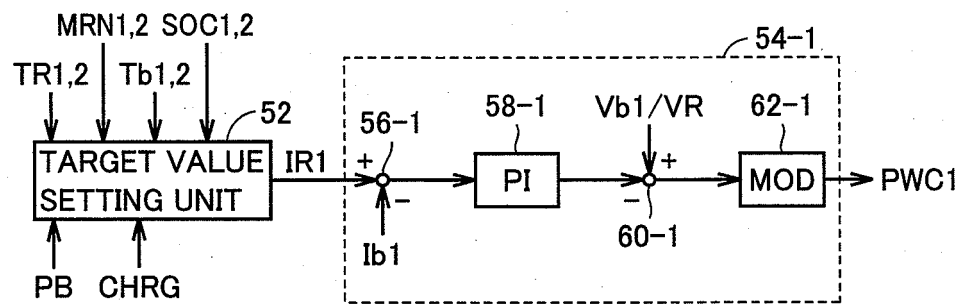 MRN1,2 SOC1,2
TR1,2 Tb1,2
52
54-1
TARGET VALUE
SETTING UNIT
IR1
+
56-1
−
Ib1
58-1
PI
Vb1/VR
+
−
60-1
62-1
MOD
PWC1
PB CHRG